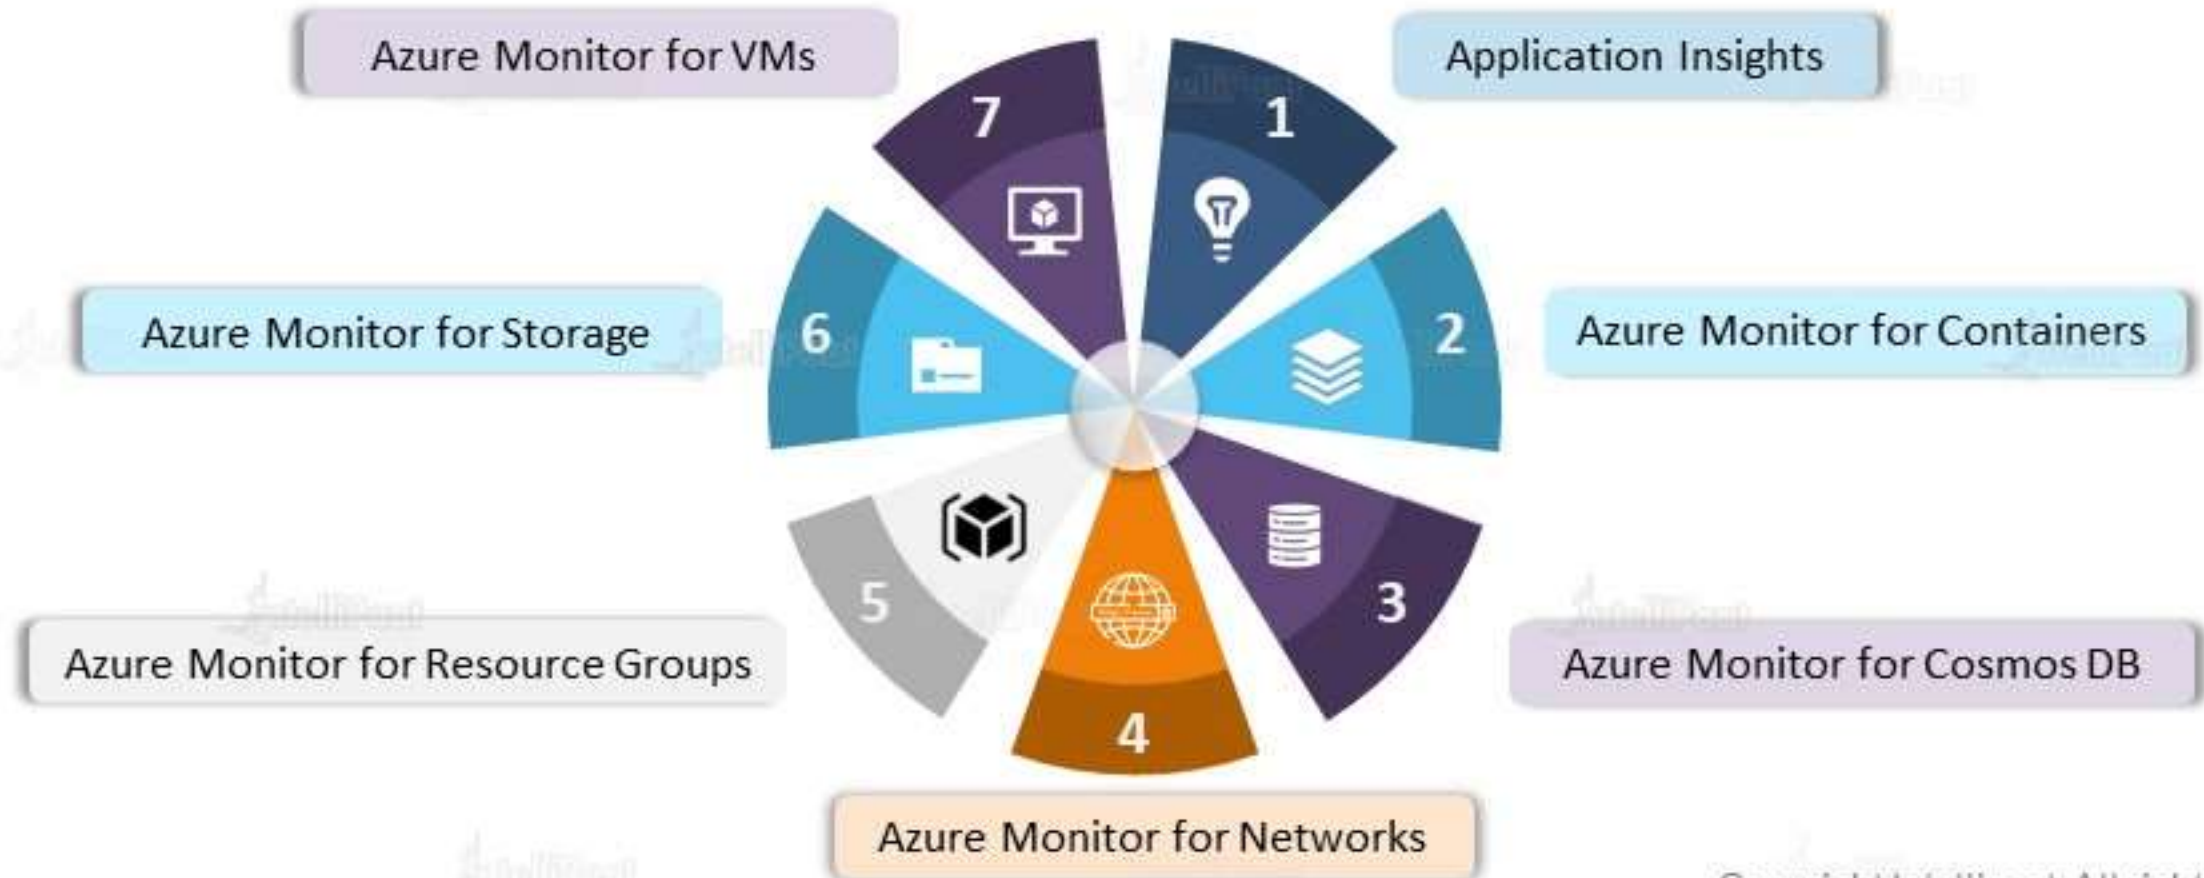 Azure Monitor for VMs
Application Insights
7
1
Azure Monitor for Storage
6
2
Azure Monitor for Containers
5
3
Azure Monitor for Resource Groups
Azure Monitor for Cosmos DB
4
Azure Monitor for Networks